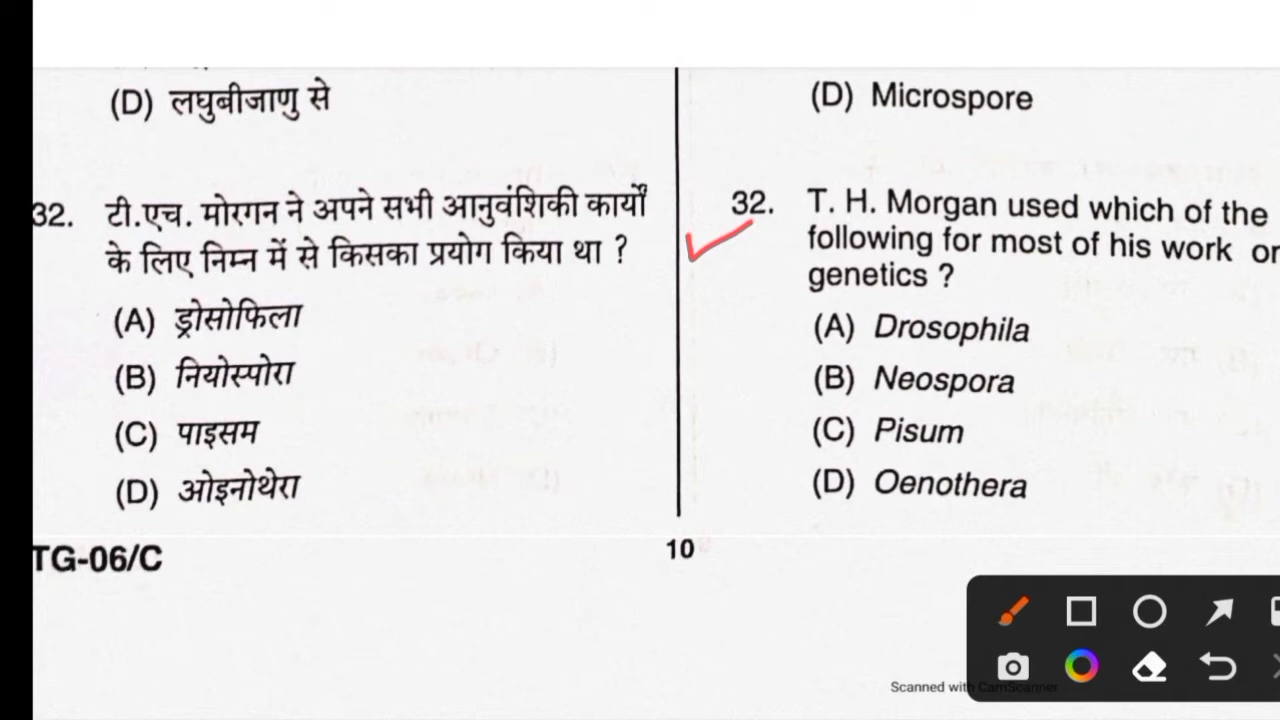 (D) लघुबीजाणु से
32. टी.एच. मोरगन ने अपने सभी आनुवंशिकी कार्यों
के लिए निम्न में से किसका प्रयोग किया था ?
(A) ड्रोसोफिला
(B) नियोस्पोरा
(C) पाइसम
(D) ओइनोथेरा
(D) Microspore
32. T. H. Morgan used which of the
following for most of his work or
genetics ?
(A) Drosophila
(B) Neospora
(C) Pisum
(D) Oenothera
TG-06/C
10
Scanned with CamScanner